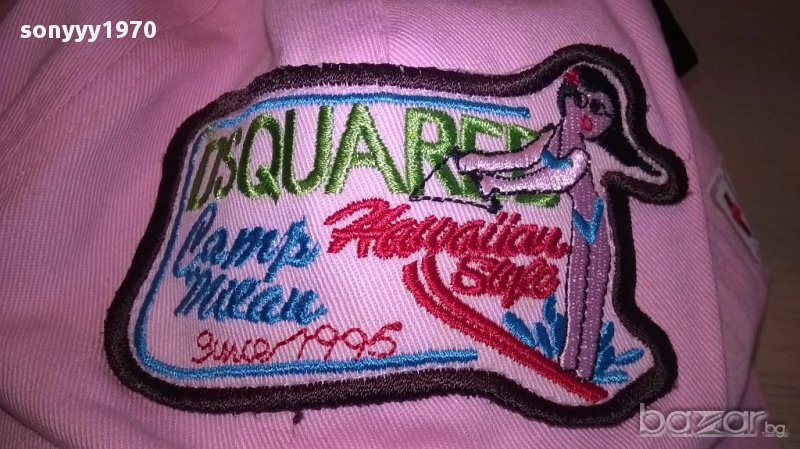 sonyyy1970
DSQUARED
Camp
Milan
Hawaiian
Style
since 1995
bazar.bg